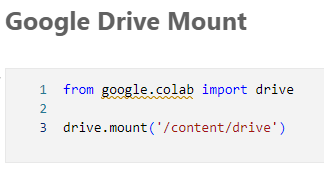 Google Drive Mount
1 from google.colab import drive
2
3 drive.mount('/content/drive')